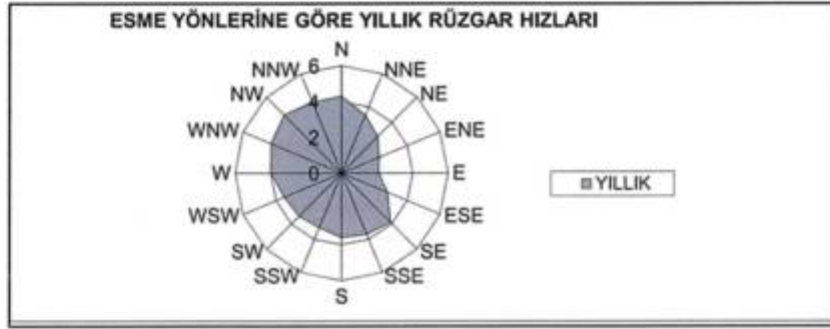 ESME YÖNLERİNE GÖRE YILLIK RÜZGAR HIZLARI
N
NNW 6 NNE
NW 4 NE
WNW 2 ENE
W 0 E
YILLIK
WSW ESE
SW SE
SSW SSE
S